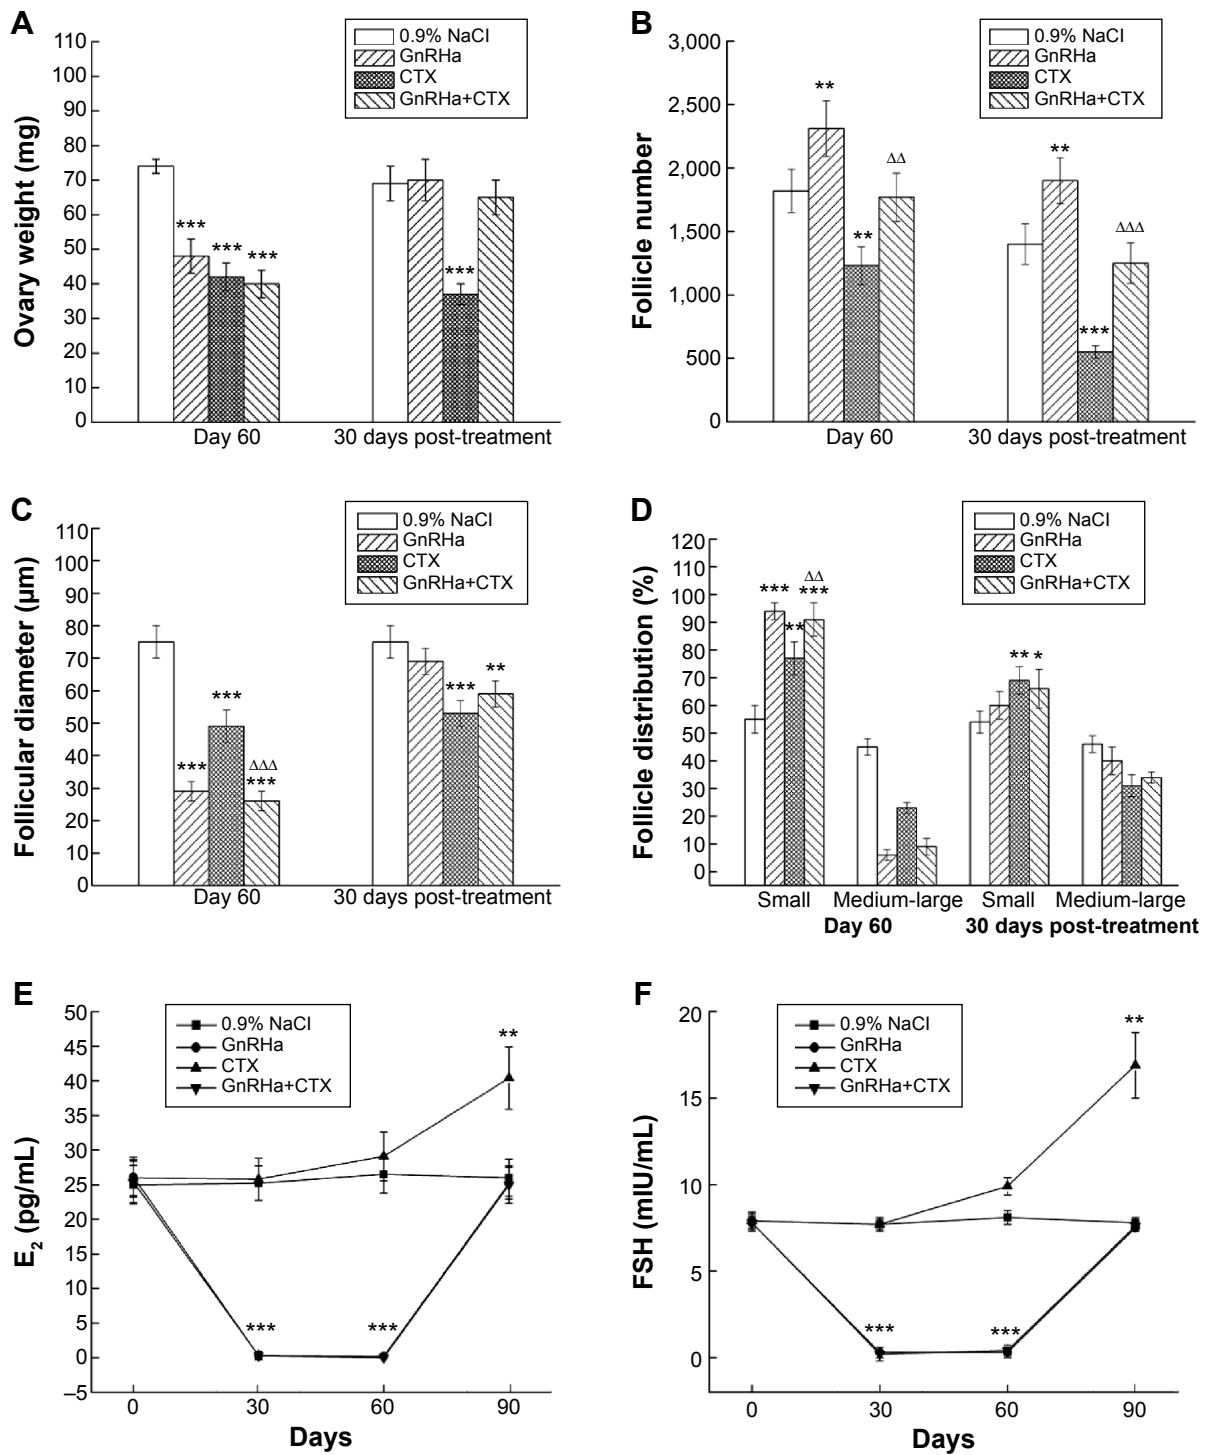 A
Ovary weight (mg)
110
100
90
80
70
60
50
40
30
20
10
0
0.9% NaCl
GnRHa
CTX
GnRHa+CTX
***
***
***
***
Day 60
30 days post-treatment
B
Follicle number
3,000
2,500
2,000
1,500
1,000
500
0
0.9% NaCl
GnRHa
CTX
GnRHa+CTX
**
**
ΔΔ
**
***
ΔΔΔ
Day 60
30 days post-treatment
C
Follicular diameter (µm)
110
100
90
80
70
60
50
40
30
20
10
0
0.9% NaCl
GnRHa
CTX
GnRHa+CTX
***
***
ΔΔΔ
***
***
**
Day 60
30 days post-treatment
D
Follicle distribution (%)
120
110
100
90
80
70
60
50
40
30
20
10
0
0.9% NaCl
GnRHa
CTX
GnRHa+CTX
***
**
ΔΔ
***
**
*
Small
Medium-large
Small
Medium-large
Day 60
30 days post-treatment
E
E2 (pg/mL)
50
45
40
35
30
25
20
15
10
5
0
–5
0.9% NaCl
GnRHa
CTX
GnRHa+CTX
**
***
***
0
30
60
90
Days
F
FSH (mIU/mL)
20
15
10
5
0
0.9% NaCl
GnRHa
CTX
GnRHa+CTX
**
***
***
0
30
60
90
Days